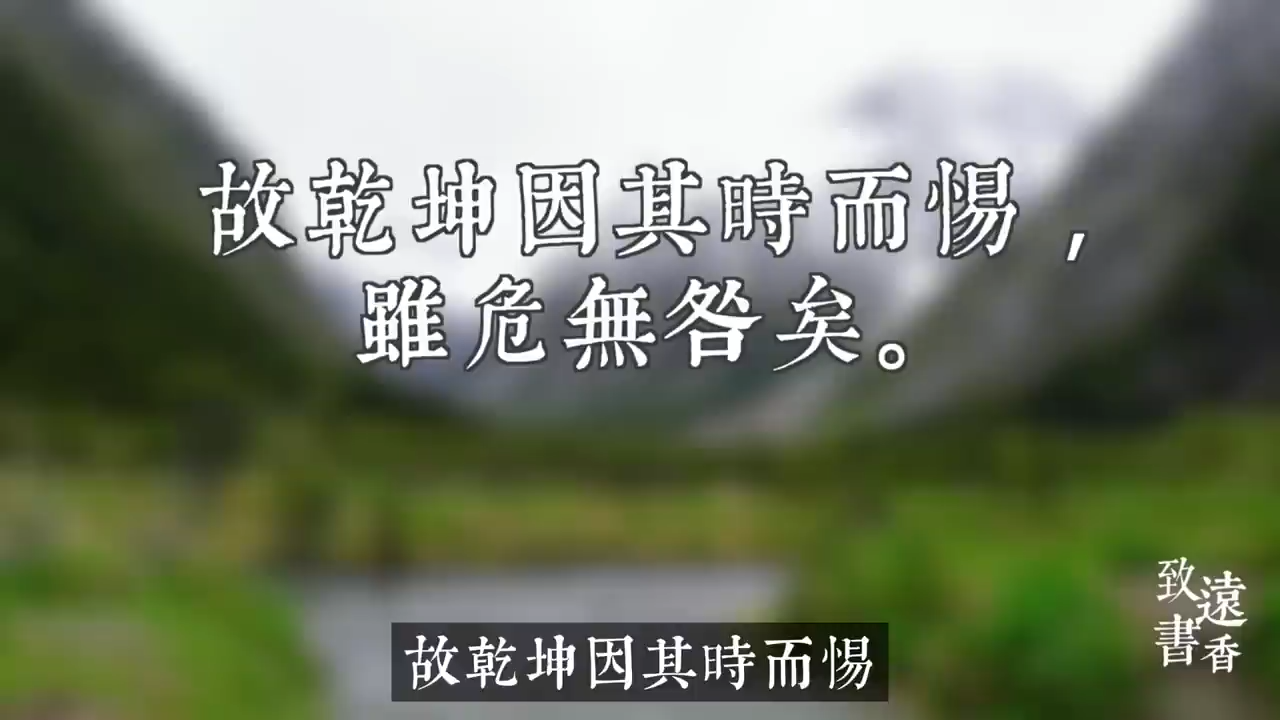 故乾坤因其時而惕，
雖危無咎矣。
故乾坤因其時而惕
致遠
書香